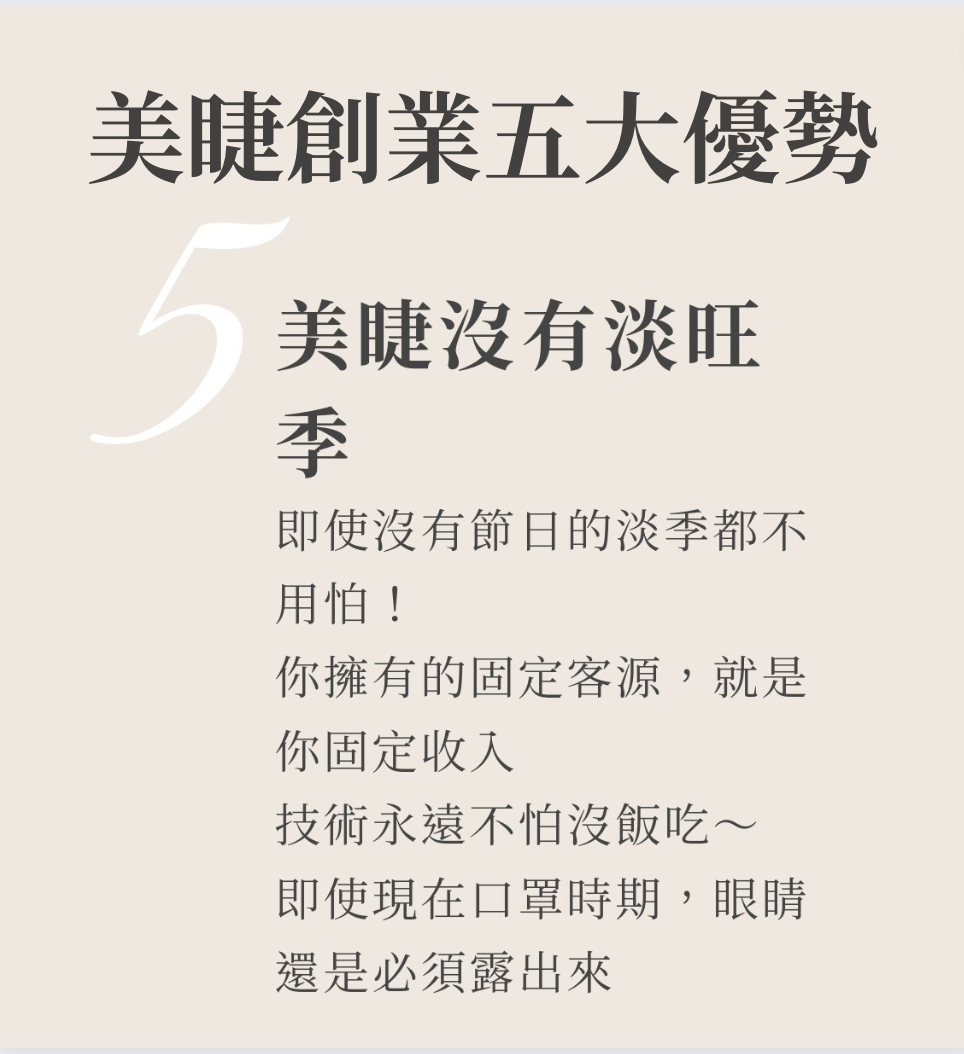 美睫創業五大優勢
5
美睫沒有淡旺
季
即使沒有節日的淡季都不
用怕！
你擁有的固定客源，就是
你固定收入
技術永遠不怕沒飯吃～
即使現在口罩時期，眼睛
還是必須露出來